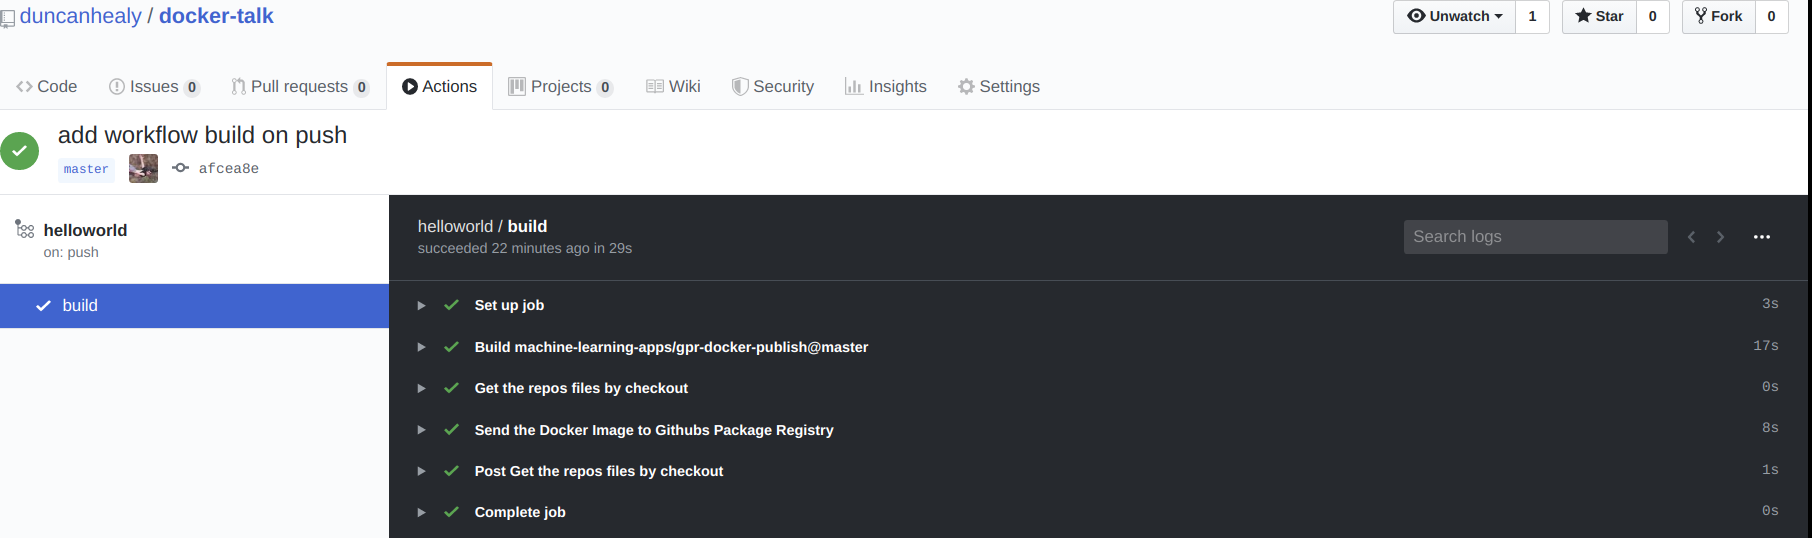 duncanhealy / docker-talk
Unwatch 1 Star 0 Fork 0
Code Issues 0 Pull requests 0 Actions Projects 0 Wiki Security Insights Settings
add workflow build on push
master afcea8e
helloworld
on: push
build
helloworld / build
succeeded 22 minutes ago in 29s
Search logs
Set up job 3s
Build machine-learning-apps/gpr-docker-publish@master 17s
Get the repos files by checkout 0s
Send the Docker Image to Githubs Package Registry 8s
Post Get the repos files by checkout 1s
Complete job 0s